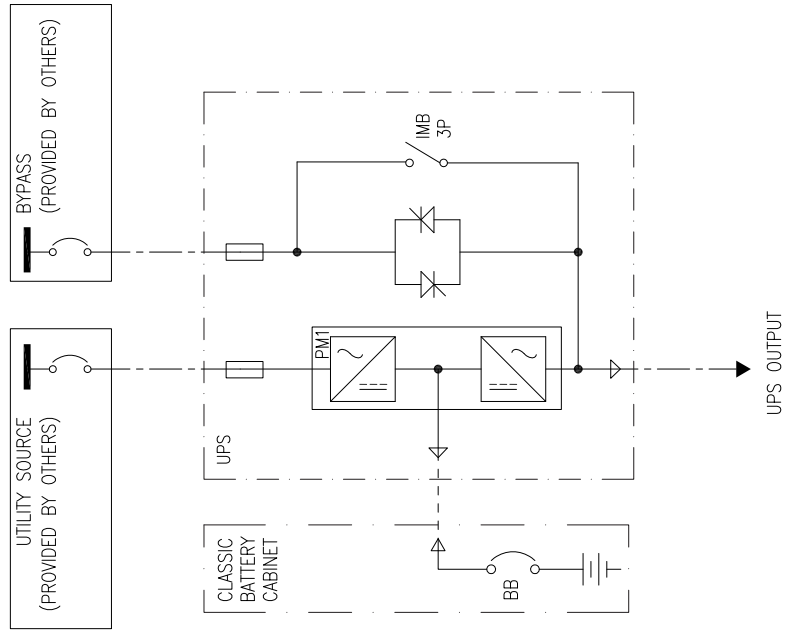 UTILITY SOURCE
(PROVIDED BY OTHERS)
BYPASS
(PROVIDED BY OTHERS)
UPS
PM1
IMB
3P
CLASSIC
BATTERY
CABINET
BB
UPS OUTPUT